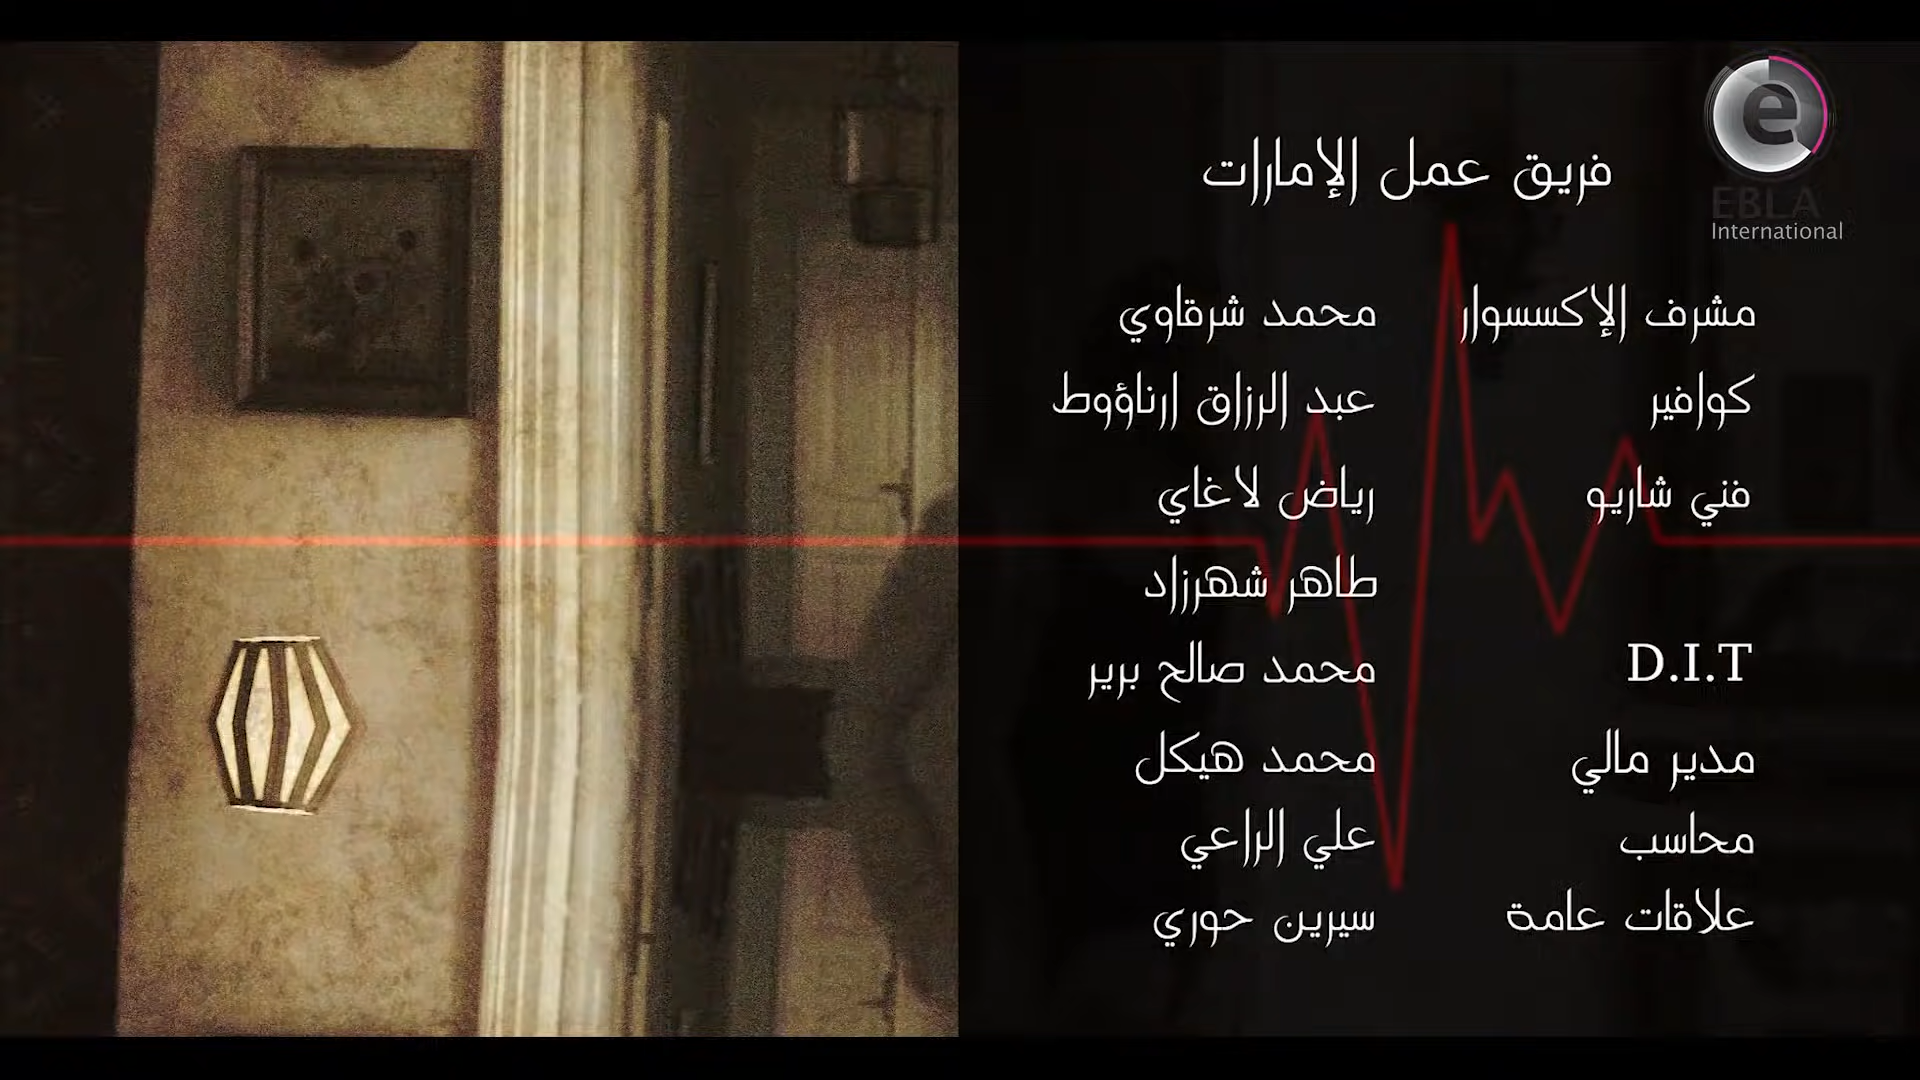 EBLA
International
فريق عمل الإمارات
مشرف الإكسسوار محمد شرقاوي
كوافير عبد الرزاق ارناؤوط
فني شاريو رياض لاغاي
طاهر شهرزاد
D.I.T محمد صالح برير
مدير مالي محمد هيكل
محاسب علي الراعي
علاقات عامة سيرين حوري